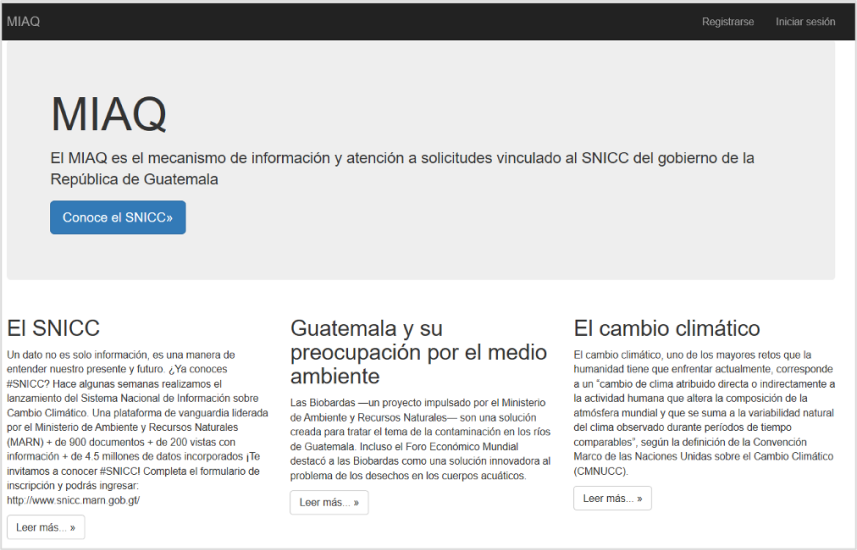 MIAQ
Registrarse
Iniciar sesión
MIAQ
El MIAQ es el mecanismo de información y atención a solicitudes vinculado al SNICC del gobierno de la
República de Guatemala
Conoce el SNICC»
El SNICC
Un dato no es solo información, es una manera de
entender nuestro presente y futuro. ¿Ya conoces
#SNICC? Hace algunas semanas realizamos el
lanzamiento del Sistema Nacional de Información sobre
Cambio Climático. Una plataforma de vanguardia liderada
por el Ministerio de Ambiente y Recursos Naturales
(MARN) + de 900 documentos + de 200 vistas con
información + de 4.5 millones de datos incorporados ¡Te
invitamos a conocer #SNICC! Completa el formulario de
inscripción y podrás ingresar:
http://www.snicc.marn.gob.gt/
Leer más... »
Guatemala y su
preocupación por el medio
ambiente
Las Biobardas —un proyecto impulsado por el Ministerio
de Ambiente y Recursos Naturales— son una solución
creada para tratar el tema de la contaminación en los ríos
de Guatemala. Incluso el Foro Económico Mundial
destacó a las Biobardas como una solución innovadora al
problema de los desechos en los cuerpos acuáticos.
Leer más... »
El cambio climático
El cambio climático, uno de los mayores retos que la
humanidad tiene que enfrentar actualmente, corresponde
a un “cambio de clima atribuido directa o indirectamente a
la actividad humana que altera la composición de la
atmósfera mundial y que se suma a la variabilidad natural
del clima observado durante períodos de tiempo
comparables”, según la definición de la Convención
Marco de las Naciones Unidas sobre el Cambio Climático
(CMNUCC).
Leer más... »